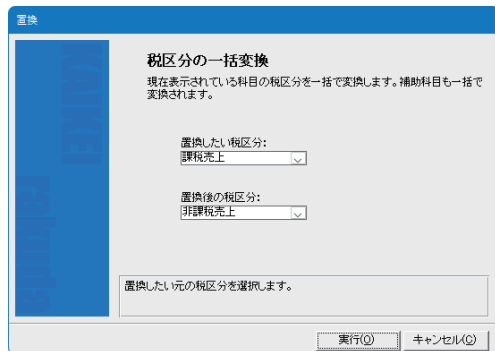 置換
税区分の一括変換
現在表示されている科目の税区分を一括で変換します。補助科目も一括で
変換されます。
置換したい税区分:
課税売上
置換後の税区分:
非課税売上
置換したい元の税区分を選択します。
実行(O) キャンセル(C)
KAIKEI
rakuda